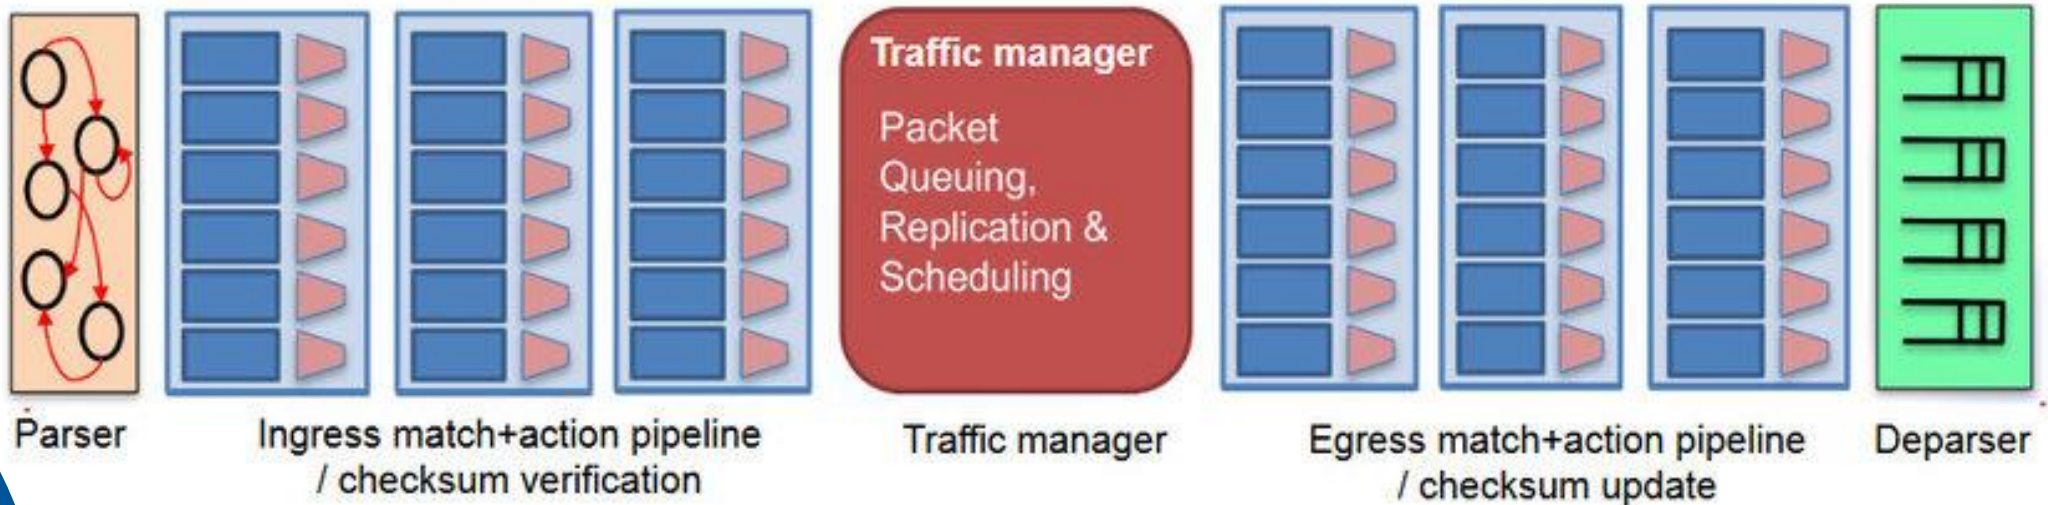 Traffic manager
Packet
Queuing,
Replication &
Scheduling
Parser
Ingress match+action pipeline
/ checksum verification
Traffic manager
Egress match+action pipeline
/ checksum update
Deparser